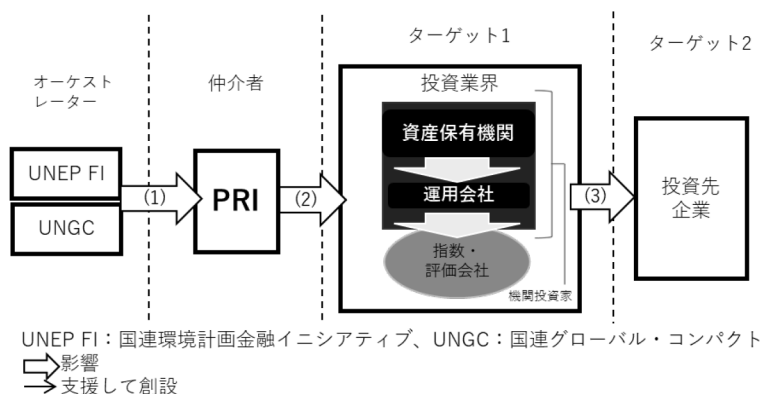 オーケスト
レーター
仲介者
ターゲット1
ターゲット2
UNEP FI
UNGC
(1)
PRI
(2)
投資業界
資産保有機関
運用会社
指数・
評価会社
機関投資家
(3)
投資先
企業
UNEP FI：国連環境計画金融イニシアティブ、UNGC：国連グローバル・コンパクト
影響
支援して創設